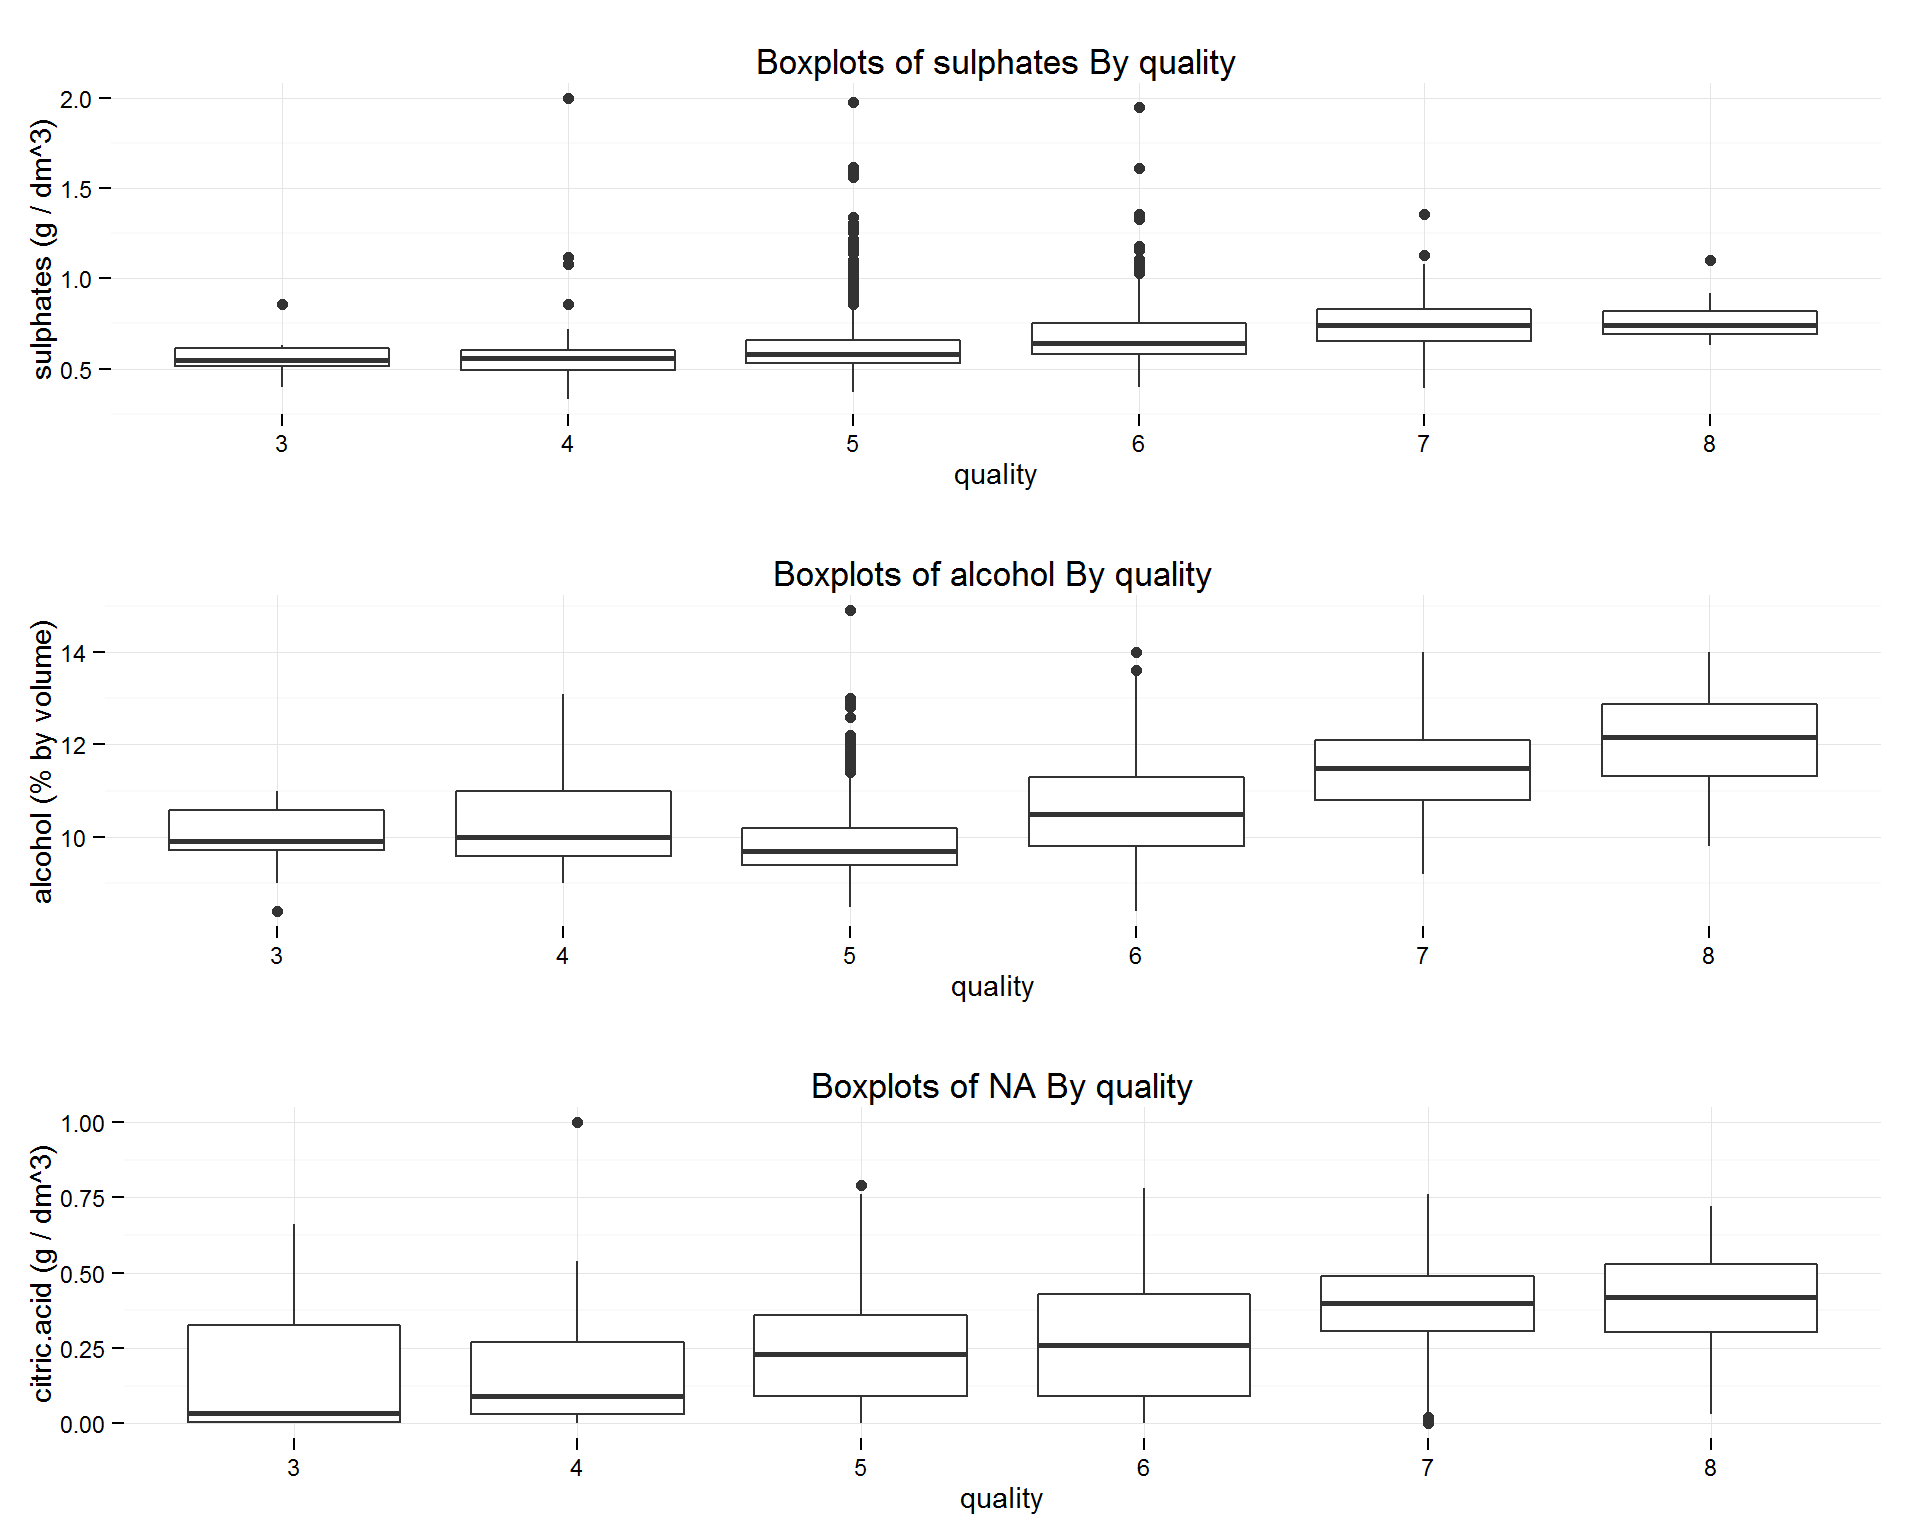 Boxplots of sulphates By quality
sulphates (g / dm^3)
2.0
1.5
1.0
0.5
3 4 5 6 7 8
quality
Boxplots of alcohol By quality
alcohol (% by volume)
14
12
10
3 4 5 6 7 8
quality
Boxplots of NA By quality
citric.acid (g / dm^3)
1.00
0.75
0.50
0.25
0.00
3 4 5 6 7 8
quality